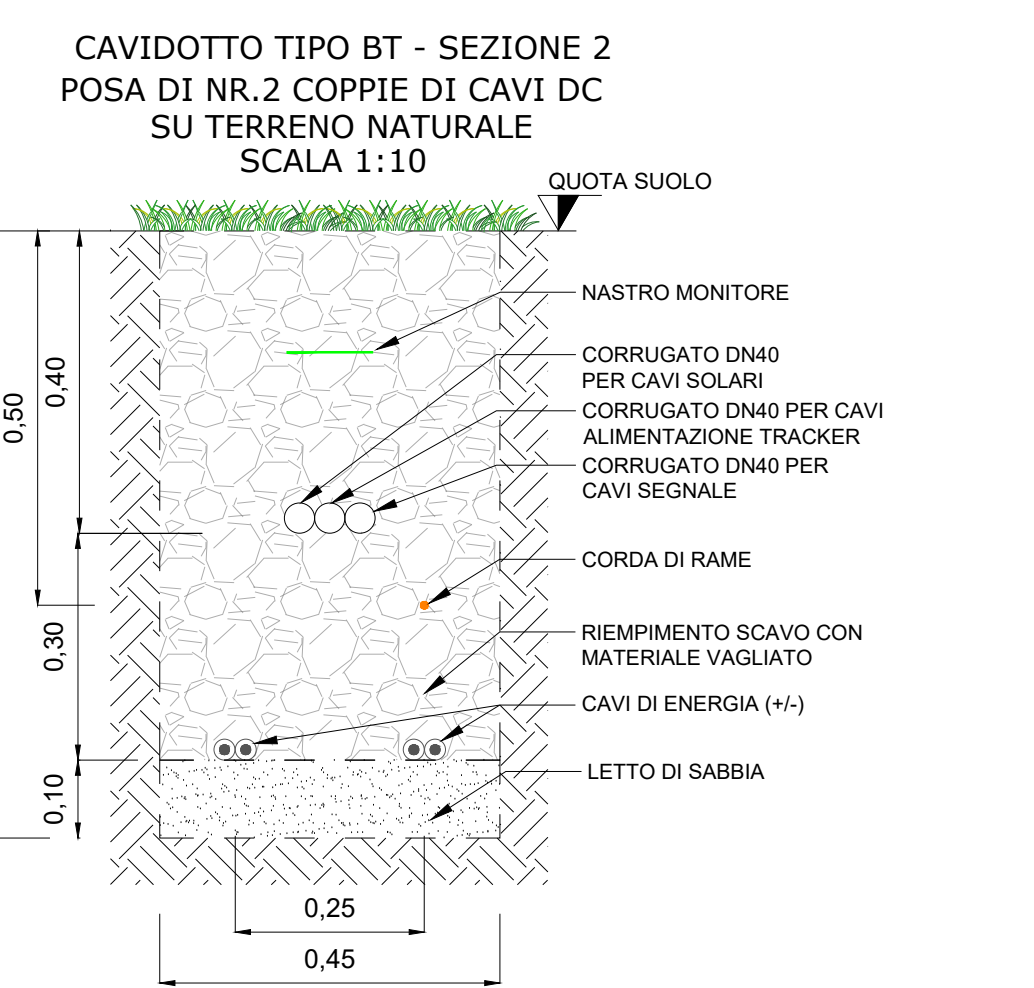 CAVIDOTTO TIPO BT - SEZIONE 2
POSA DI NR.2 COPPIE DI CAVI DC
SU TERRENO NATURALE
SCALA 1:10
QUOTA SUOLO
NASTRO MONITORE
CORRUGATO DN40
PER CAVI SOLARI
CORRUGATO DN40 PER CAVI
ALIMENTAZIONE TRACKER
CORRUGATO DN40 PER
CAVI SEGNALE
CORDA DI RAME
RIEMPIMENTO SCAVO CON
MATERIALE VAGLIATO
CAVI DI ENERGIA (+/-)
LETTO DI SABBIA
0,50
0,40
0,30
0,10
0,25
0,45